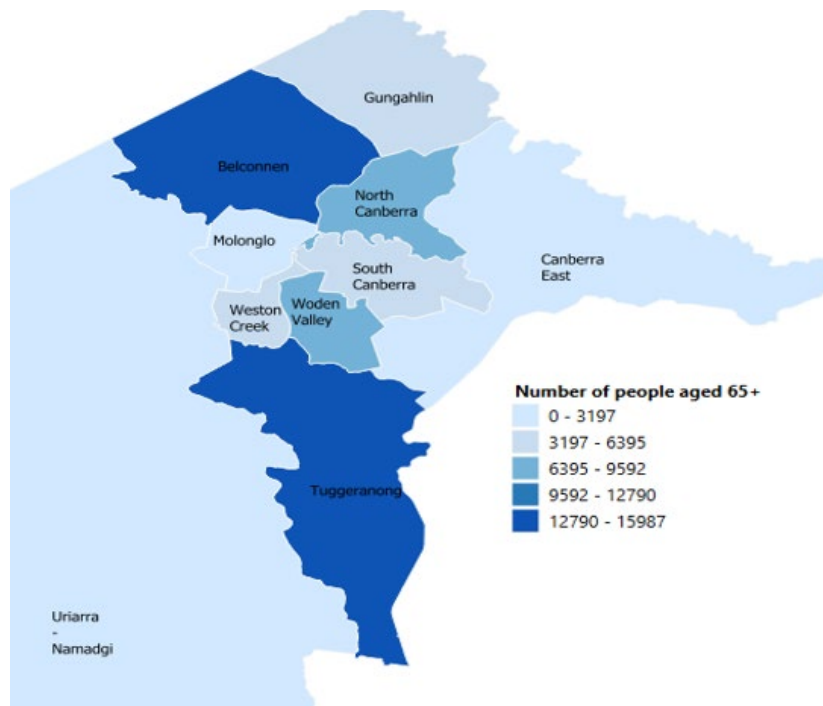 Gungahlin
Belconnen
North
Canberra
Molonglo
Canberra
East
South
Canberra
Weston
Creek
Woden
Valley
Number of people aged 65+
0 - 3197
3197 - 6395
6395 - 9592
9592 - 12790
12790 - 15987
Tuggeranong
Uriarra
-
Namadgi